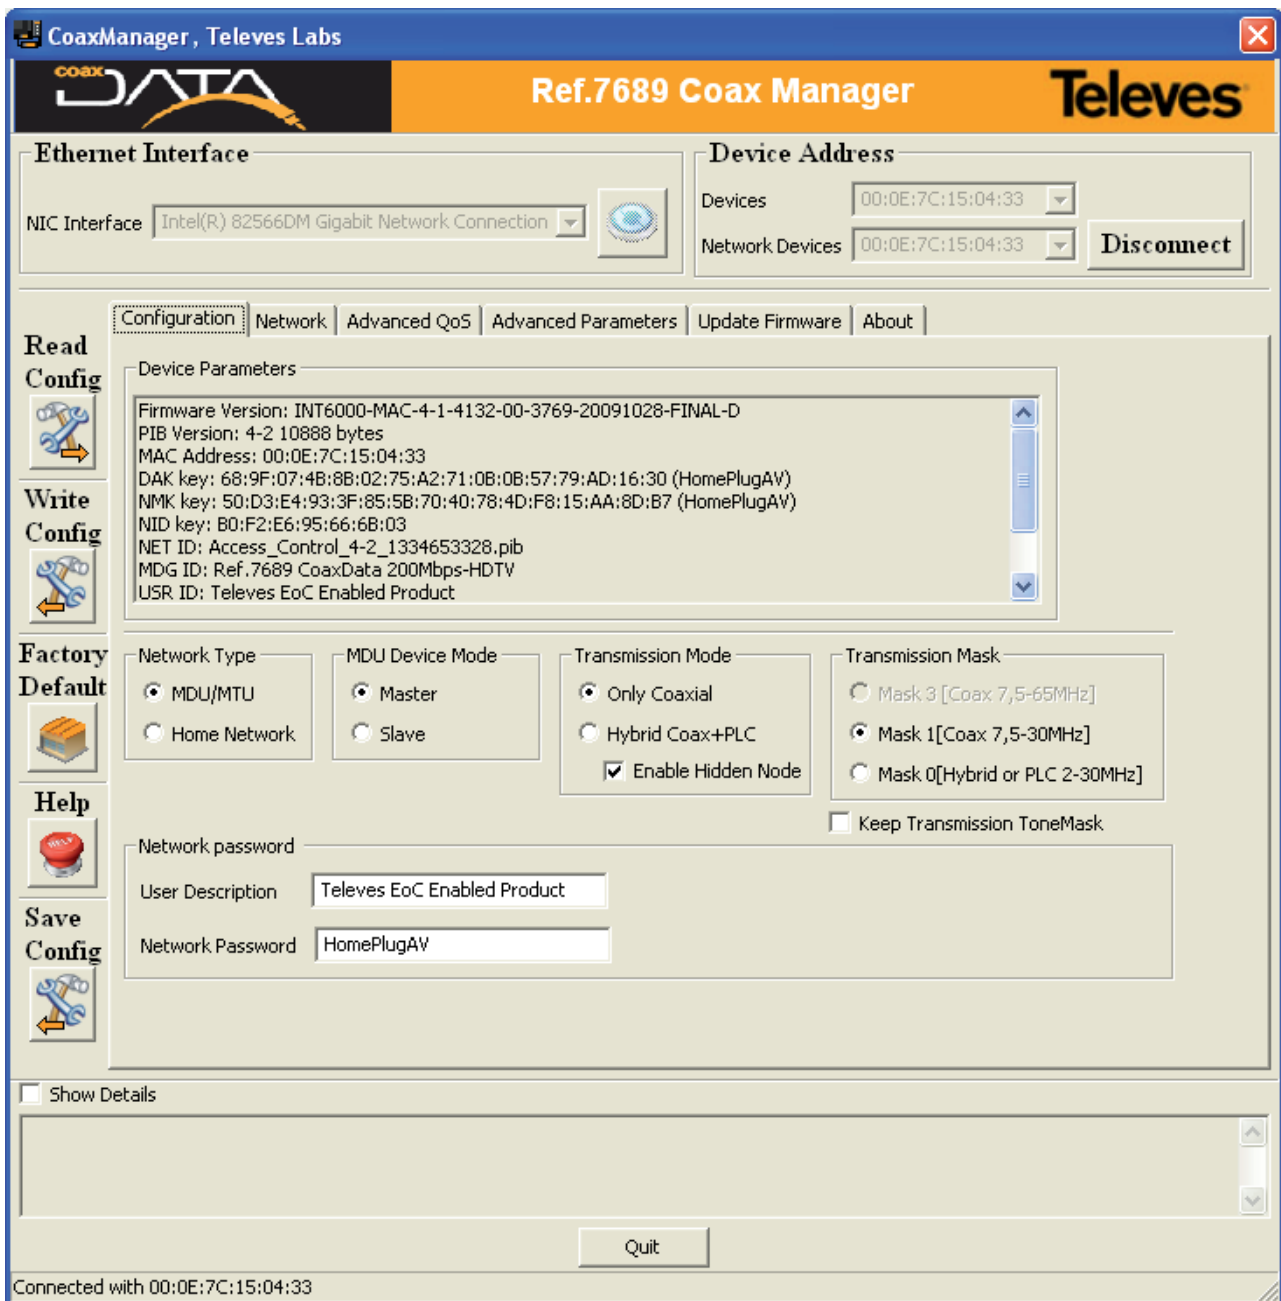 CoaxManager, Televes Labs
coax DATA
Ref.7689 Coax Manager
Televes
Ethernet Interface
NIC Interface
Intel(R) 82566DM Gigabit Network Connection
Device Address
Devices
00:0E:7C:15:04:33
Network Devices
00:0E:7C:15:04:33
Disconnect
Read
Config
Write
Config
Factory
Default
Help
HELP
Save
Config
Configuration
Network
Advanced QoS
Advanced Parameters
Update Firmware
About
Device Parameters
Firmware Version: INT6000-MAC-4-1-4132-00-3769-20091028-FINAL-D
PIB Version: 4-2 10888 bytes
MAC Address: 00:0E:7C:15:04:33
DAK key: 68:9F:07:4B:8B:02:75:A2:71:0B:0B:57:79:AD:16:30 (HomePlugAV)
NMK key: 50:D3:E4:93:3F:85:5B:70:40:78:4D:F8:15:AA:8D:B7 (HomePlugAV)
NID key: B0:F2:E6:95:66:6B:03
NET ID: Access_Control_4-2_1334653328.pib
MDG ID: Ref.7689 CoaxData 200Mbps-HDTV
USR ID: Televes EoC Enabled Product
Network Type
MDU/MTU
Home Network
MDU Device Mode
Master
Slave
Transmission Mode
Only Coaxial
Hybrid Coax+PLC
Enable Hidden Node
Transmission Mask
Mask 3 [Coax 7,5-65MHz]
Mask 1[Coax 7,5-30MHz]
Mask 0[Hybrid or PLC 2-30MHz]
Keep Transmission ToneMask
Network password
User Description
Televes EoC Enabled Product
Network Password
HomePlugAV
Show Details
Quit
Connected with 00:0E:7C:15:04:33